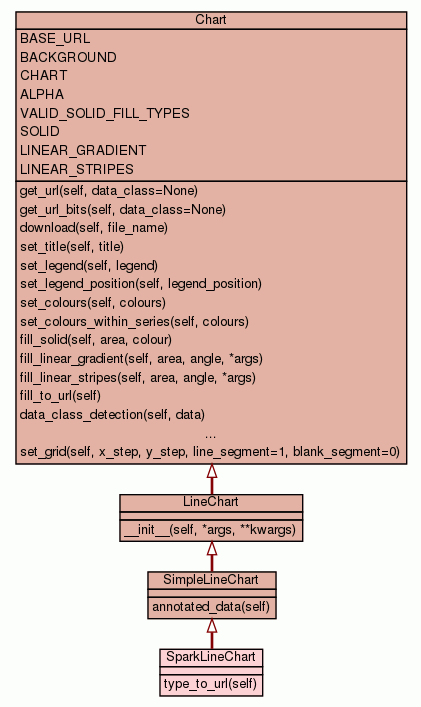 Chart
BASE_URL
BACKGROUND
CHART
ALPHA
VALID_SOLID_FILL_TYPES
SOLID
LINEAR_GRADIENT
LINEAR_STRIPES
get_url(self, data_class=None)
get_url_bits(self, data_class=None)
download(self, file_name)
set_title(self, title)
set_legend(self, legend)
set_legend_position(self, legend_position)
set_colours(self, colours)
set_colours_within_series(self, colours)
fill_solid(self, area, colour)
fill_linear_gradient(self, area, angle, *args)
fill_linear_stripes(self, area, angle, *args)
fill_to_url(self)
data_class_detection(self, data)
...
set_grid(self, x_step, y_step, line_segment=1, blank_segment=0)
LineChart
__init__(self, *args, **kwargs)
SimpleLineChart
annotated_data(self)
SparkLineChart
type_to_url(self)